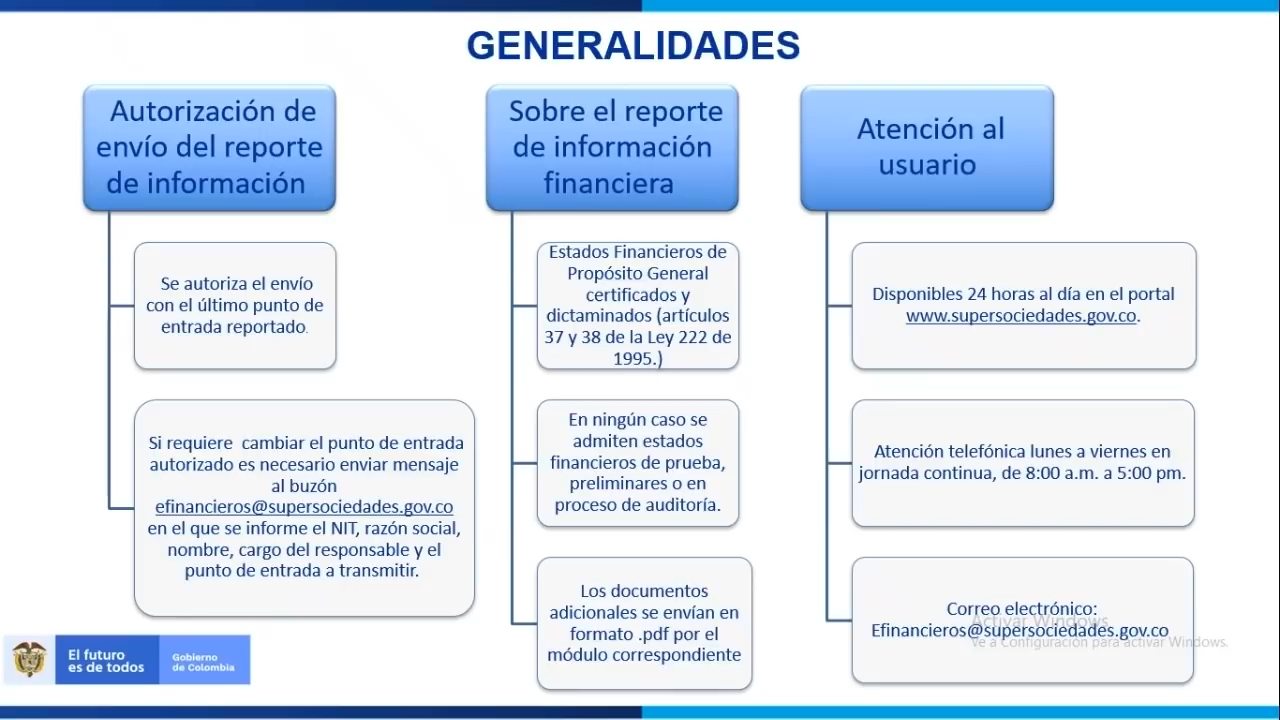 GENERALIDADES
Autorización de
envío del reporte
de información
Se autoriza el envío
con el último punto de
entrada reportado.
Si requiere cambiar el punto de entrada
autorizado es necesario enviar mensaje
al buzón
efinancieros@supersociedades.gov.co
en el que se informe el NIT, razón social,
nombre, cargo del responsable y el
punto de entrada a transmitir.
Sobre el reporte
de información
financiera
Estados Financieros de
Propósito General
certificados y
dictaminados (artículos
37 y 38 de la Ley 222 de
1995.)
En ningún caso se
admiten estados
financieros de prueba,
preliminares o en
proceso de auditoría.
Los documentos
adicionales se envían en
formato .pdf por el
módulo correspondiente
Atención al
usuario
Disponibles 24 horas al día en el portal
www.supersociedades.gov.co.
Atención telefónica lunes a viernes en
jornada continua, de 8:00 a.m. a 5:00 pm.
Correo electrónico:
Efinancieros@supersociedades.gov.co
Activar Windows
Ve a Configuración para activar Windows.
El futuro
es de todos
Gobierno
de Colombia